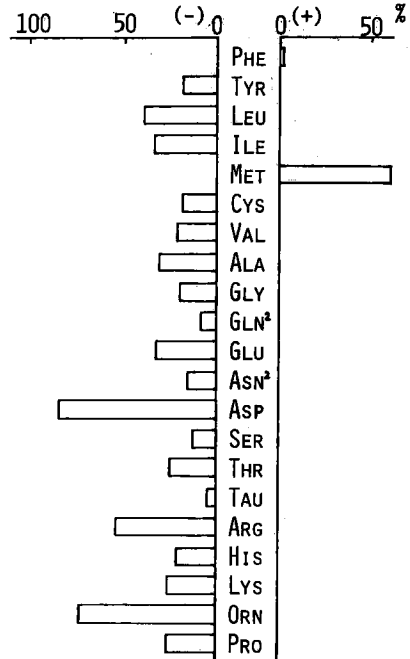 100 50 (-) 0 0 (+) 50 %
PHE
TYR
LEU
ILE
MET
CYS
VAL
ALA
GLY
GLN²
GLU
ASN²
ASP
SER
THR
TAU
ARG
HIS
LYS
ORN
PRO